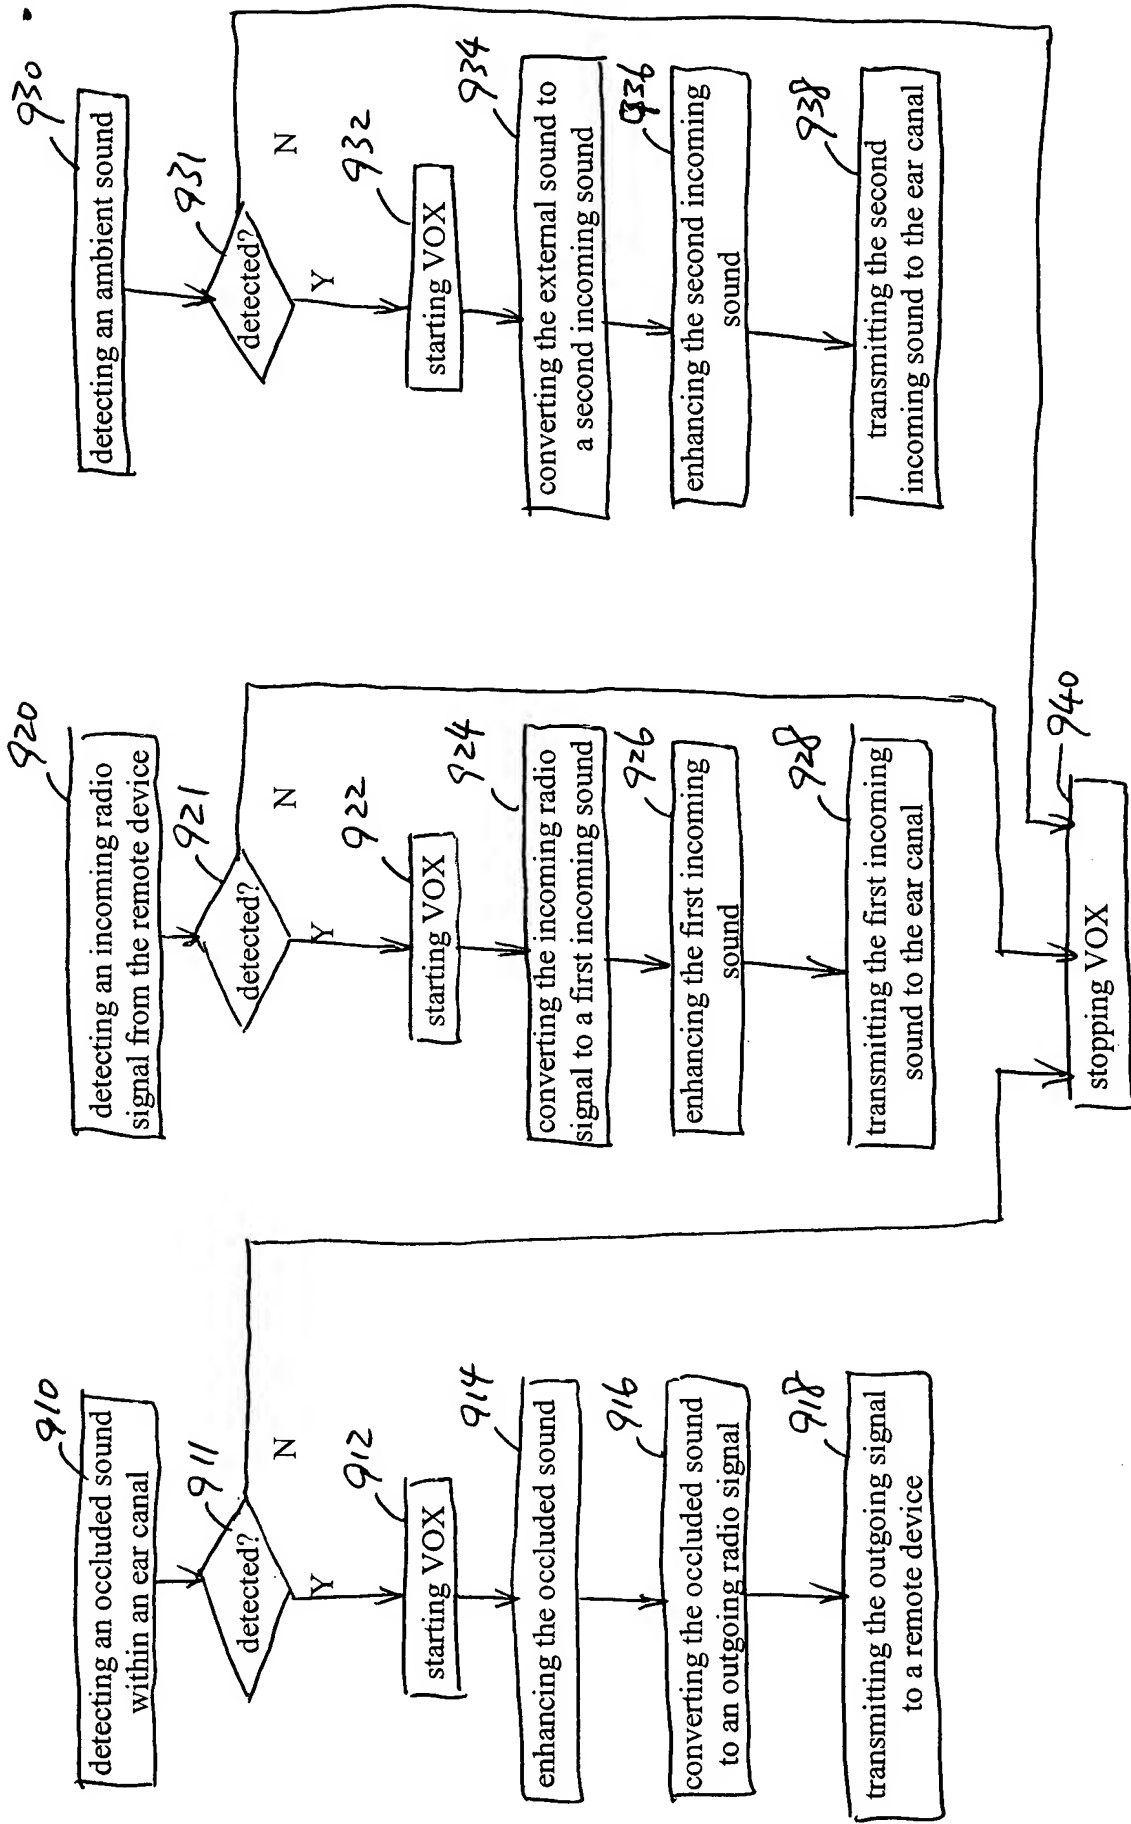 910
detecting an occluded sound
within an ear canal
911
detected?
N
Y
912
starting VOX
914
enhancing the occluded sound
916
converting the occluded sound
to an outgoing radio signal
918
transmitting the outgoing signal
to a remote device
920
detecting an incoming radio
signal from the remote device
921
detected?
N
Y
922
starting VOX
924
converting the incoming radio
signal to a first incoming sound
926
enhancing the first incoming
sound
928
transmitting the first incoming
sound to the ear canal
930
detecting an ambient sound
931
detected?
N
Y
932
starting VOX
934
converting the external sound to
a second incoming sound
936
enhancing the second incoming
sound
938
transmitting the second
incoming sound to the ear canal
940
stopping VOX